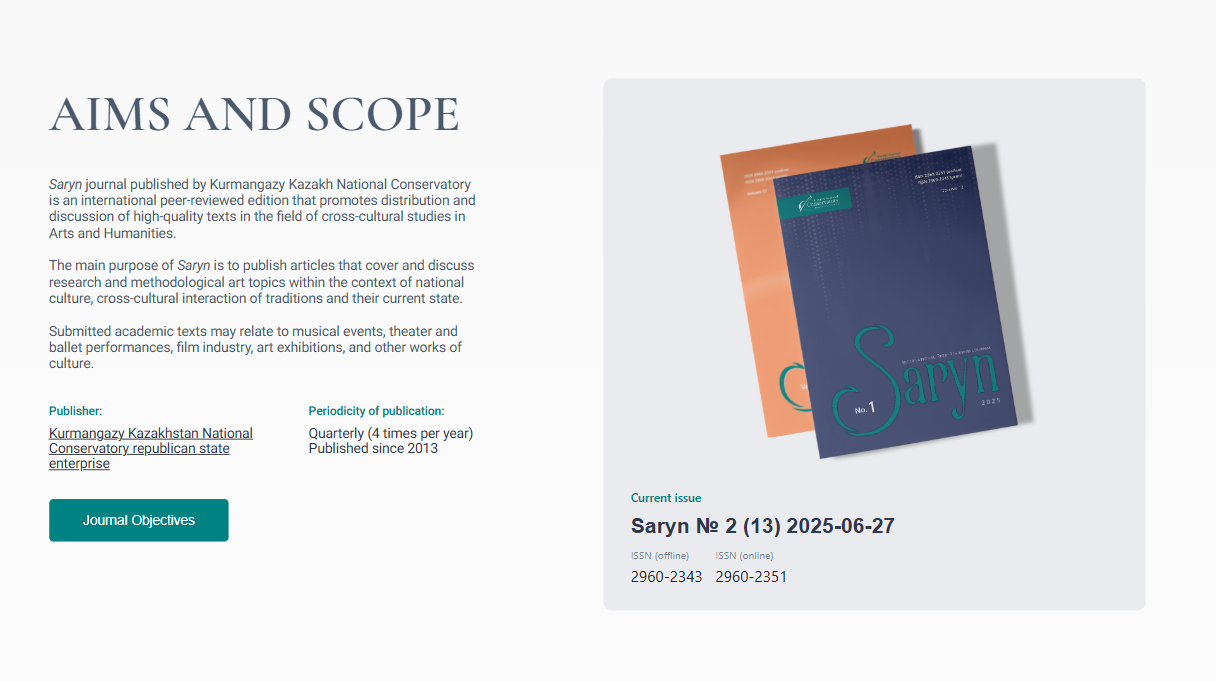 AIMS AND SCOPE
Saryn journal published by Kurmangazy Kazakh National Conservatory
is an international peer-reviewed edition that promotes distribution and
discussion of high-quality texts in the field of cross-cultural studies in
Arts and Humanities.
The main purpose of Saryn is to publish articles that cover and discuss
research and methodological art topics within the context of national
culture, cross-cultural interaction of traditions and their current state.
Submitted academic texts may relate to musical events, theater and
ballet performances, film industry, art exhibitions, and other works of
culture.
Publisher:
Kurmangazy Kazakhstan National
Conservatory republican state
enterprise
Periodicity of publication:
Quarterly (4 times per year)
Published since 2013
Journal Objectives
Conservatory
Saryn
No. 1
2025
Current issue
Saryn № 2 (13) 2025-06-27
ISSN (offline) ISSN (online)
2960-2343 2960-2351